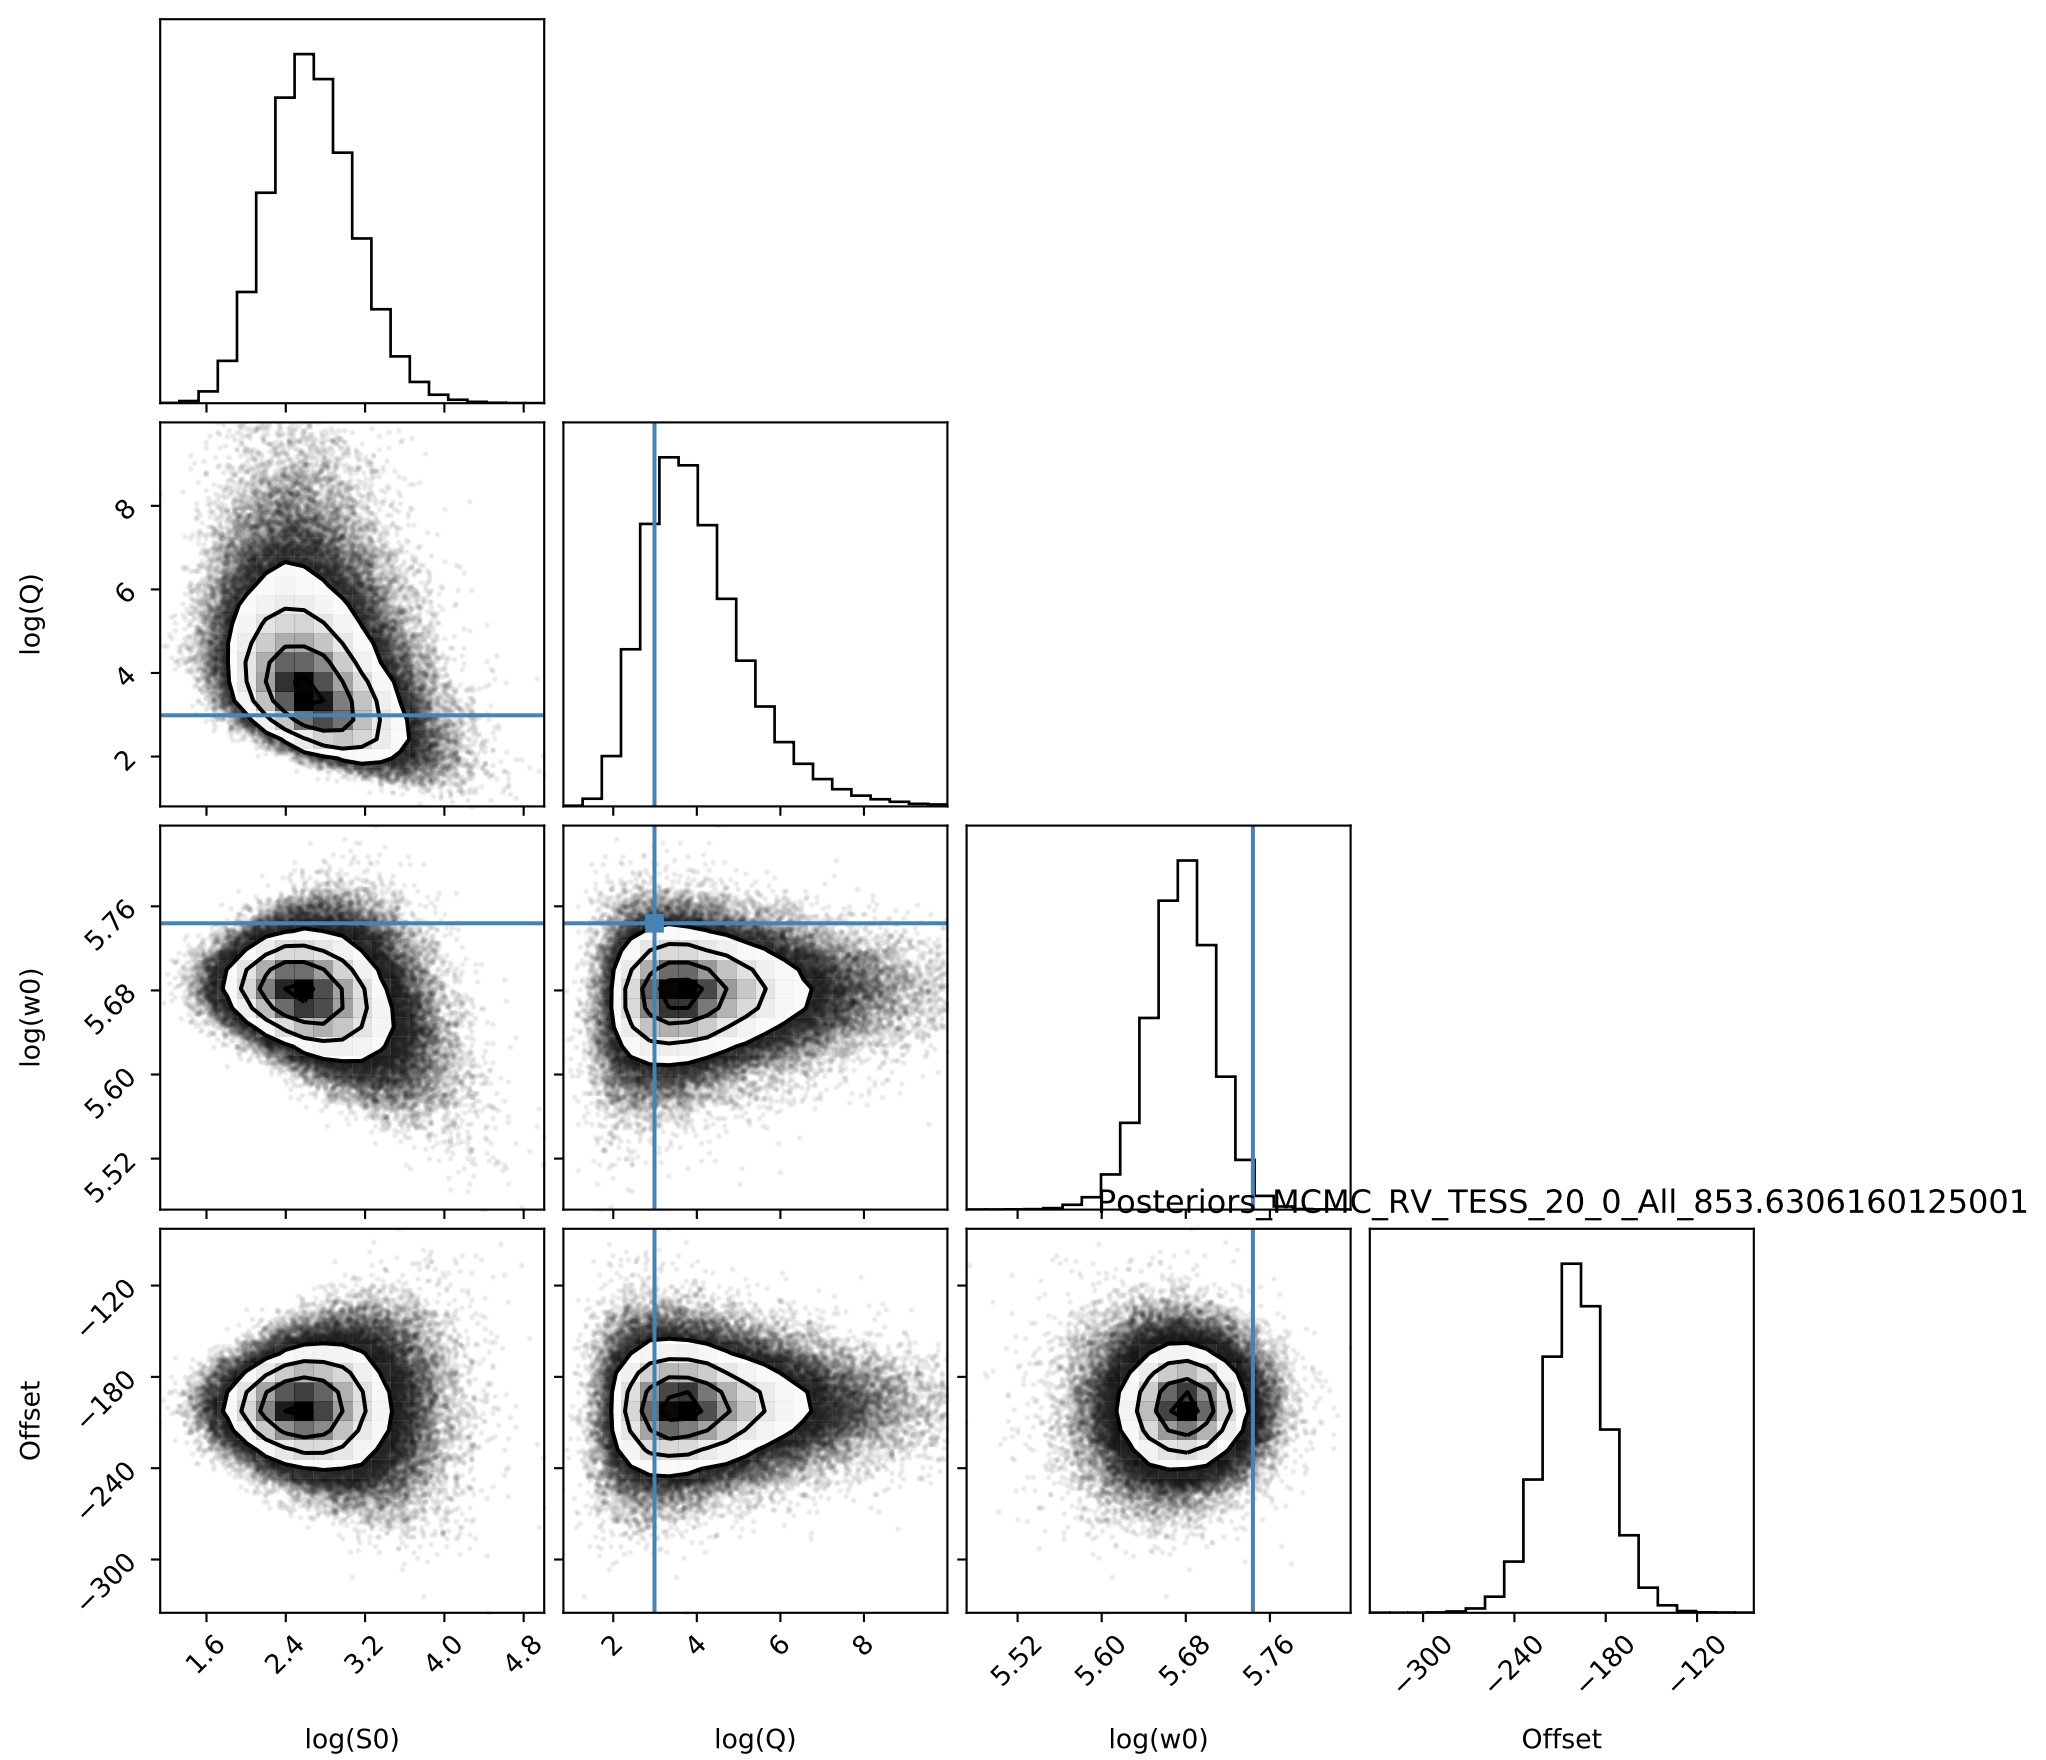 log(Q)
8
6
4
2
log(w0)
5.76
5.68
5.60
5.52
Posteriors_MCMC_RV_TESS_20_0_All_853.6306160125001
Offset
−120
−180
−240
−300
1.6 2.4 3.2 4.0 4.8 2 4 6 8 5.52 5.60 5.68 5.76 −300 −240 −180 −120
log(S0) log(Q) log(w0) Offset